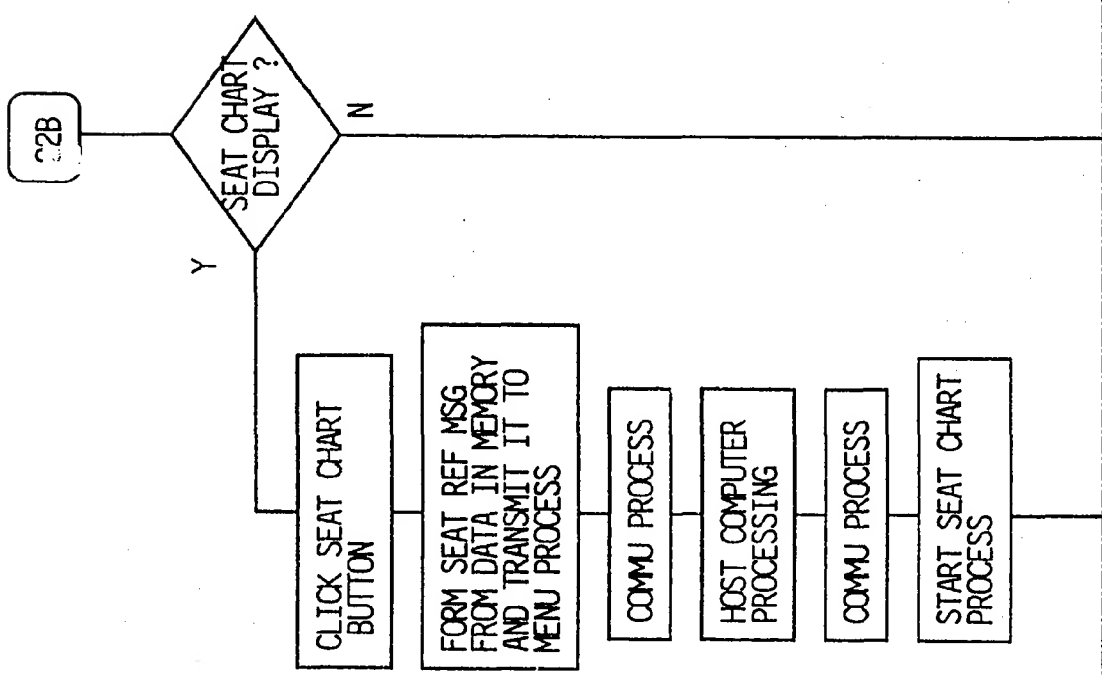 SEAT CHART
DISPLAY ?
Y
N
CLICK SEAT CHART
BUTTON
FORM SEAT REF MSG
FROM DATA IN MEMORY
AND TRANSMIT IT TO
MENU PROCESS
COMMU PROCESS
HOST COMPUTER
PROCESSING
COMMU PROCESS
START SEAT CHART
PROCESS